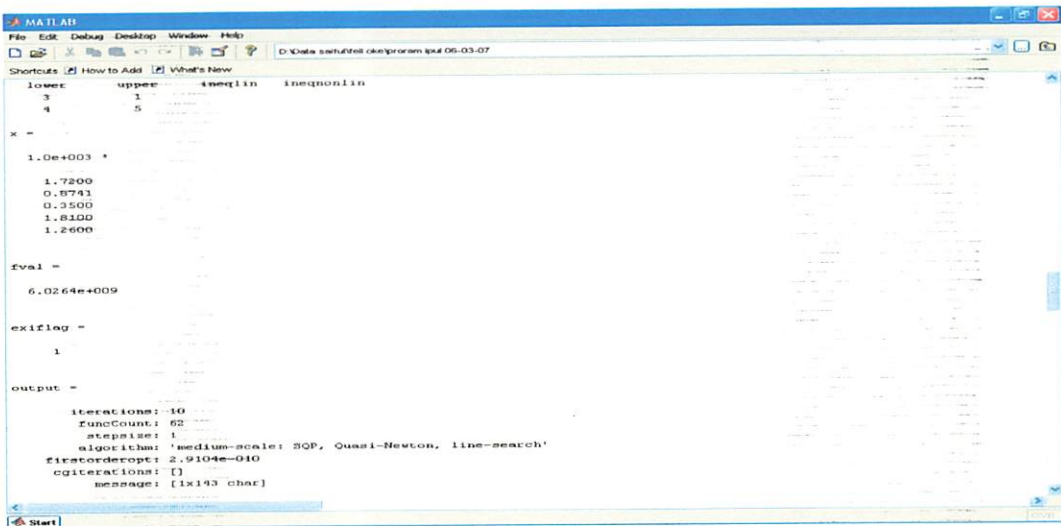 MATLAB
File Edit Debug Desktop Window Help
D:\Data saiful\feil oke\proram ipul 06-03-07
Shortcuts How to Add What's New
lower upper ineqlin ineqnonlin
3 1
4 5
x =
1.0e+003 *
1.7200
0.8741
0.3500
1.8100
1.2600
fval =
6.0264e+009
exiflag =
1
output =
iterations: 10
funcCount: 62
stepsize: 1
algorithm: 'medium-scale: SQP, Quasi-Newton, line-search'
firstorderopt: 2.9104e-010
cgiterations: []
message: [1x143 char]
Start
OVR